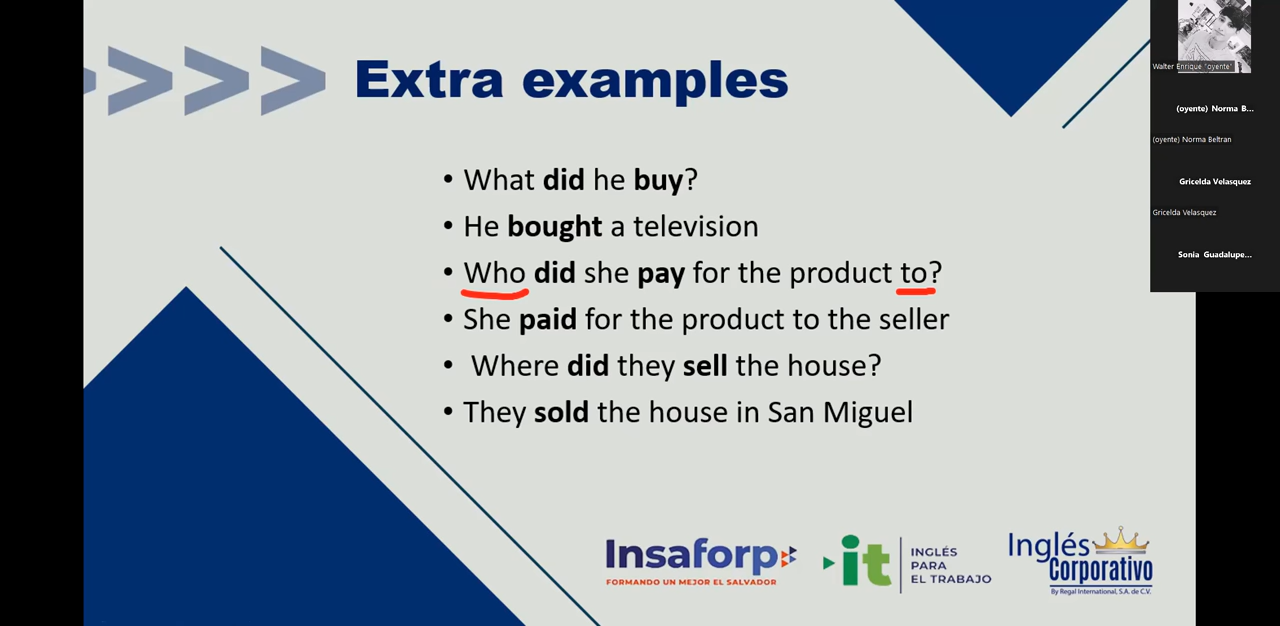 Extra examples
• What did he buy?
• He bought a television
• Who did she pay for the product to?
• She paid for the product to the seller
• Where did they sell the house?
• They sold the house in San Miguel
Insaforp
FORMANDO UN MEJOR EL SALVADOR
it
INGLÉS
PARA
EL TRABAJO
Inglés
Corporativo
By Regal International, S.A. de C.V.
Walter Enrique "oyente"
(oyente) Norma B...
(oyente) Norma Beltran
Gricelda Velasquez
Gricelda Velasquez
Sonia Guadalupe...